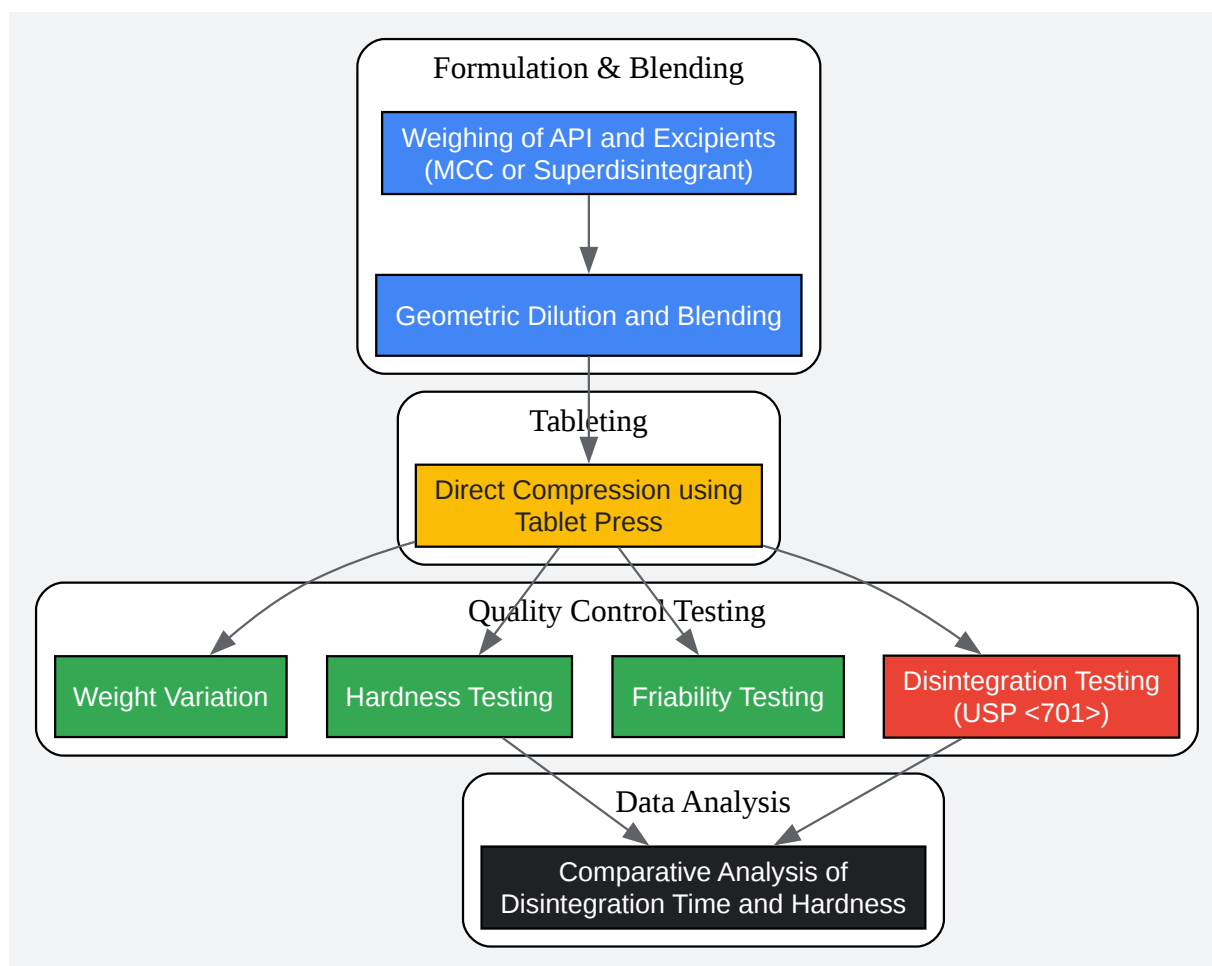 Formulation & Blending
Weighing of API and Excipients
(MCC or Superdisintegrant)
Geometric Dilution and Blending
Tableting
Direct Compression using
Tablet Press
Quality Control Testing
Weight Variation
Hardness Testing
Friability Testing
Disintegration Testing
(USP <701>)
Data Analysis
Comparative Analysis of
Disintegration Time and Hardness